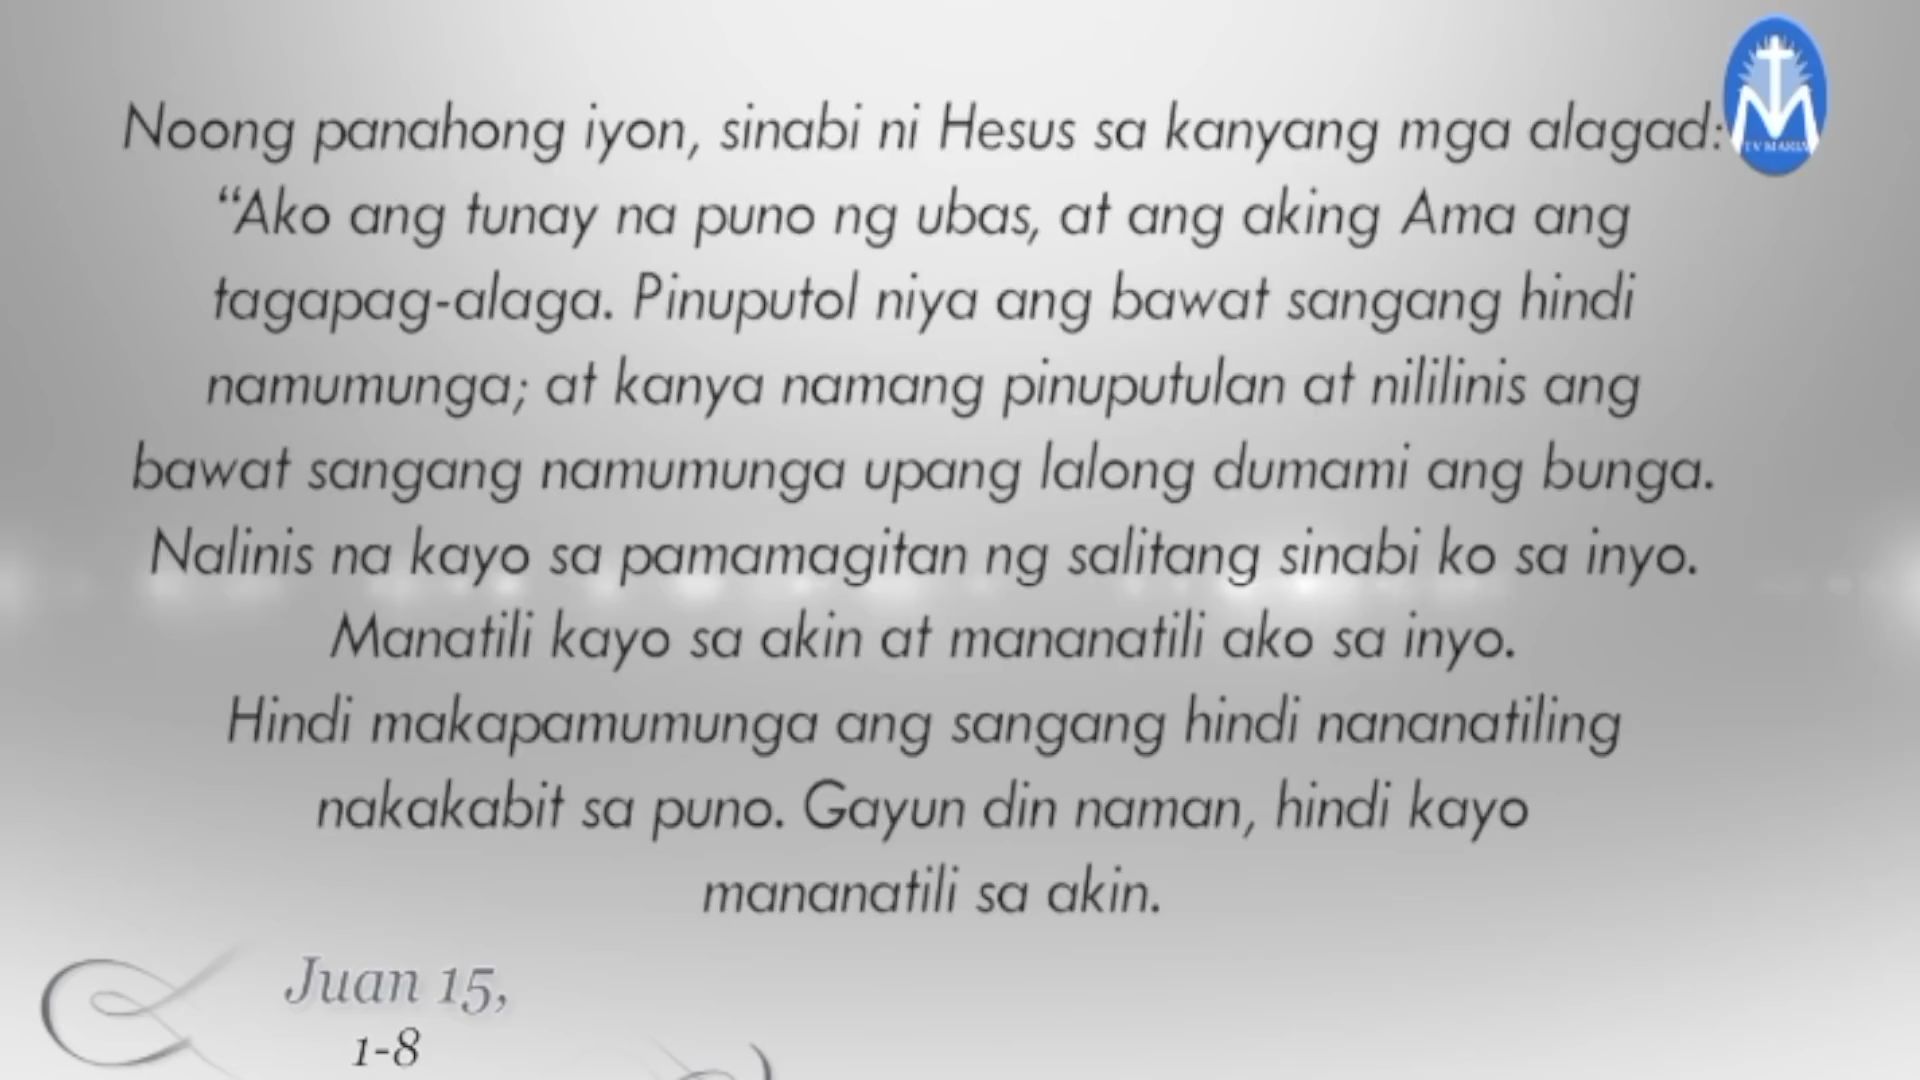 Noong panahong iyon, sinabi ni Hesus sa kanyang mga alagad:
“Ako ang tunay na puno ng ubas, at ang aking Ama ang
tagapag-alaga. Pinuputol niya ang bawat sangang hindi
namumunga; at kanya namang pinuputulan at nililinis ang
bawat sangang namumunga upang lalong dumami ang bunga.
Nalinis na kayo sa pamamagitan ng salitang sinabi ko sa inyo.
Manatili kayo sa akin at mananatili ako sa inyo.
Hindi makapamumunga ang sangang hindi nananatiling
nakakabit sa puno. Gayun din naman, hindi kayo
mananatili sa akin.
Juan 15,
1-8
TV MARIA